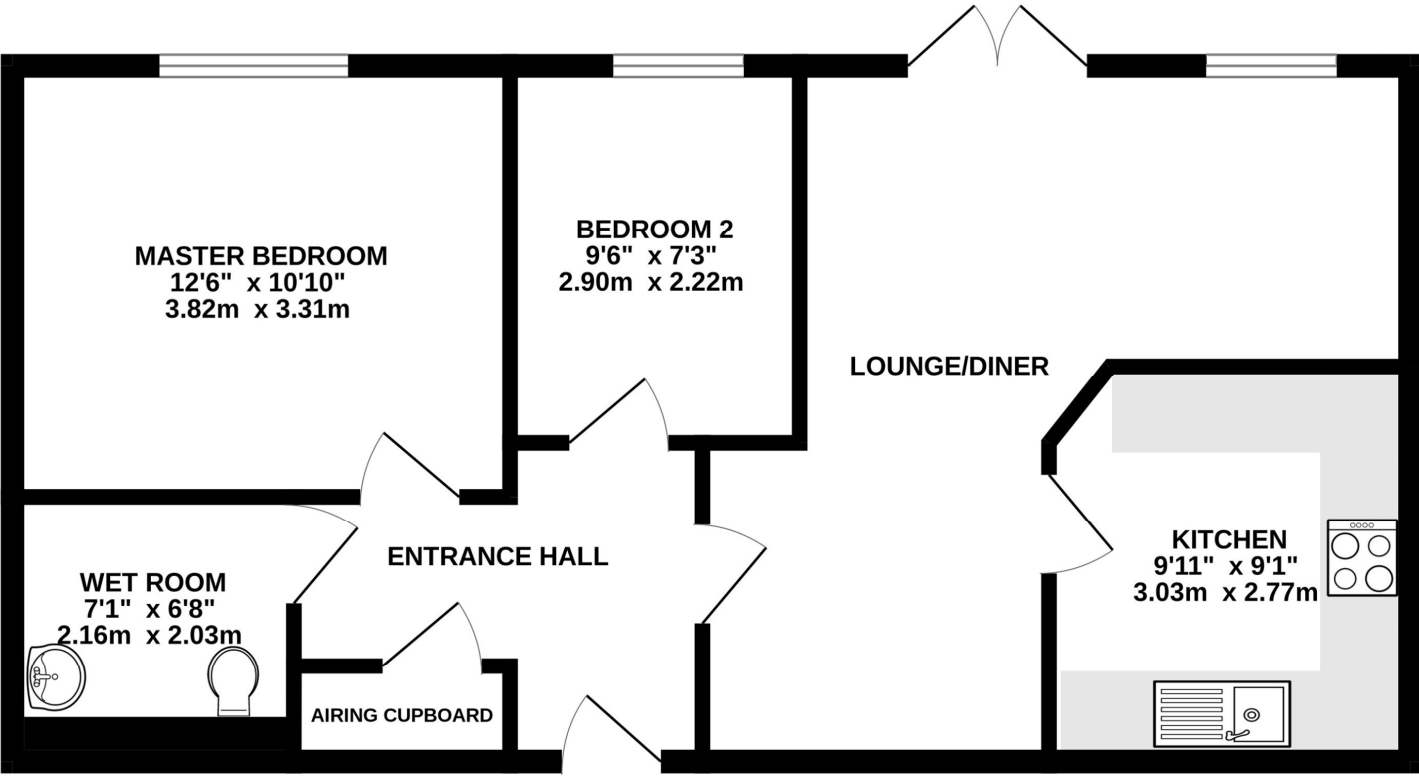 MASTER BEDROOM
12'6" x 10'10"
3.82m x 3.31m
BEDROOM 2
9'6" x 7'3"
2.90m x 2.22m
LOUNGE/DINER
KITCHEN
9'11" x 9'1"
3.03m x 2.77m
ENTRANCE HALL
WET ROOM
7'1" x 6'8"
2.16m x 2.03m
AIRING CUPBOARD